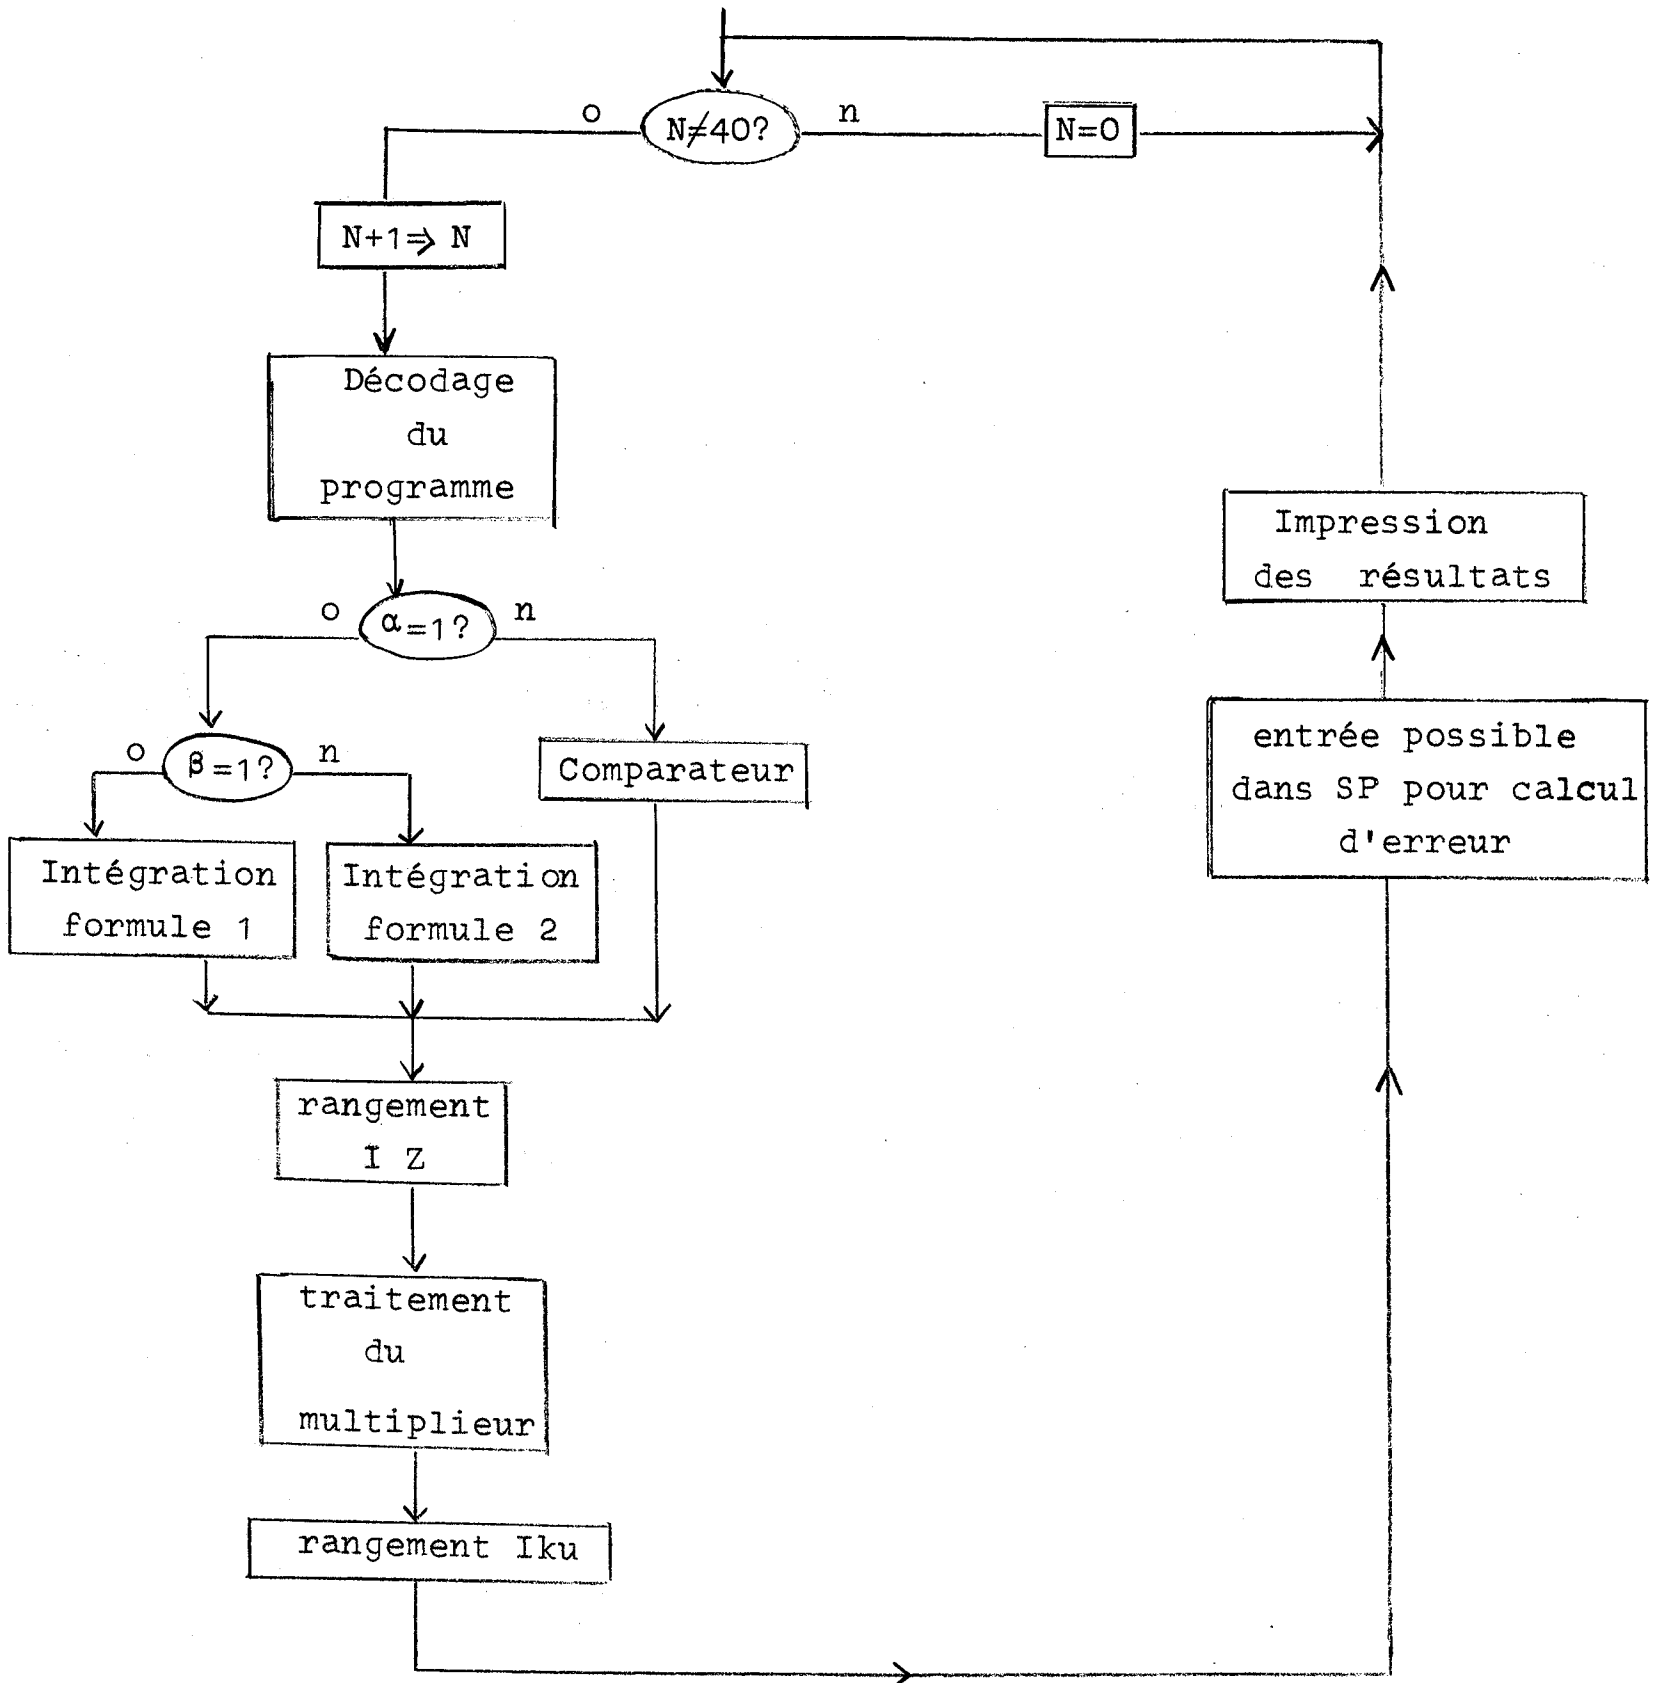 o
N≠40?
n
N=0
N+1⇒ N
Décodage
du
programme
o
α=1?
n
o
β=1?
n
Comparateur
Intégration
formule 1
Intégration
formule 2
rangement
I Z
traitement
du
multiplieur
rangement Iku
entrée possible
dans SP pour calcul
d'erreur
Impression
des résultats